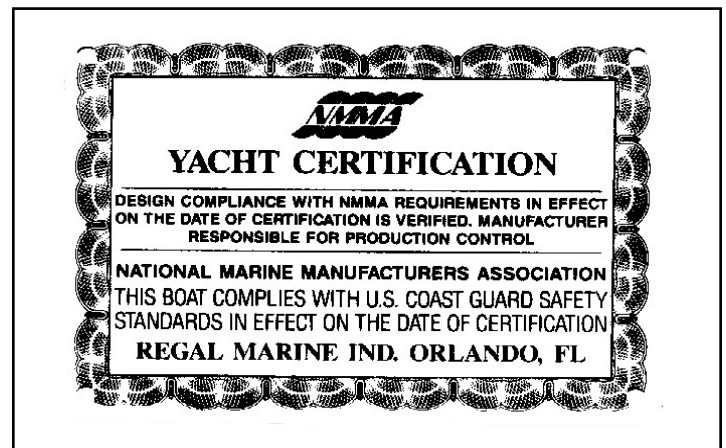 NMMA
YACHT CERTIFICATION
DESIGN COMPLIANCE WITH NMMA REQUIREMENTS IN EFFECT
ON THE DATE OF CERTIFICATION IS VERIFIED. MANUFACTURER
RESPONSIBLE FOR PRODUCTION CONTROL
NATIONAL MARINE MANUFACTURERS ASSOCIATION
THIS BOAT COMPLIES WITH U.S. COAST GUARD SAFETY
STANDARDS IN EFFECT ON THE DATE OF CERTIFICATION
REGAL MARINE IND. ORLANDO, FL